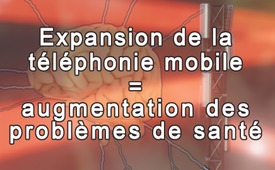 Expansion de la
téléphonie mobile
=
augmentation des
problèmes de santé